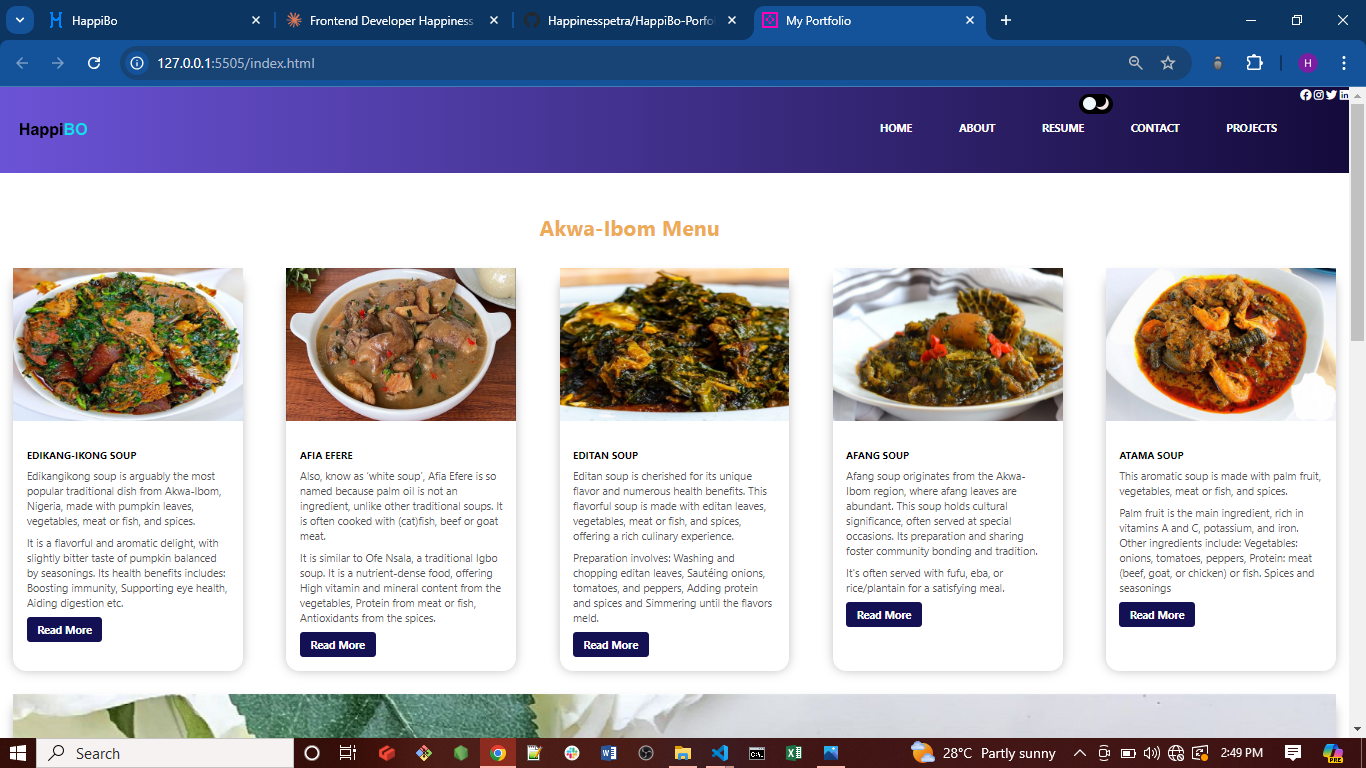 HappiBo
Frontend Developer Happiness
Happinesspetra/HappiBo-Porfo
My Portfolio
127.0.0.1:5505/index.html
H
HappiBO
HOME
ABOUT
RESUME
CONTACT
PROJECTS
Akwa-Ibom Menu
EDIKANG-IKONG SOUP
Edikangikong soup is arguably the most
popular traditional dish from Akwa-Ibom,
Nigeria, made with pumpkin leaves,
vegetables, meat or fish, and spices.
It is a flavorful and aromatic delight, with
slightly bitter taste of pumpkin balanced
by seasonings. Its health benefits includes:
Boosting immunity, Supporting eye health,
Aiding digestion etc.
Read More
AFIA EFERE
Also, know as ‘white soup’, Afia Efere is so
named because palm oil is not an
ingredient, unlike other traditional soups. It
is often cooked with (cat)fish, beef or goat
meat.
It is similar to Ofe Nsala, a traditional Igbo
soup. It is a nutrient-dense food, offering
High vitamin and mineral content from the
vegetables, Protein from meat or fish,
Antioxidants from the spices.
Read More
EDITAN SOUP
Editan soup is cherished for its unique
flavor and numerous health benefits. This
flavorful soup is made with editan leaves,
vegetables, meat or fish, and spices,
offering a rich culinary experience.
Preparation involves: Washing and
chopping editan leaves, Sautéing onions,
tomatoes, and peppers, Adding protein
and spices and Simmering until the flavors
meld.
Read More
AFANG SOUP
Afang soup originates from the Akwa-
Ibom region, where afang leaves are
abundant. This soup holds cultural
significance, often served at special
occasions. Its preparation and sharing
foster community bonding and tradition.
It's often served with fufu, eba, or
rice/plantain for a satisfying meal.
Read More
ATAMA SOUP
This aromatic soup is made with palm fruit,
vegetables, meat or fish, and spices.
Palm fruit is the main ingredient, rich in
vitamins A and C, potassium, and iron.
Other ingredients include: Vegetables:
onions, tomatoes, peppers, Protein: meat
(beef, goat, or chicken) or fish. Spices and
seasonings
Read More
Search
28°C Partly sunny
2:49 PM